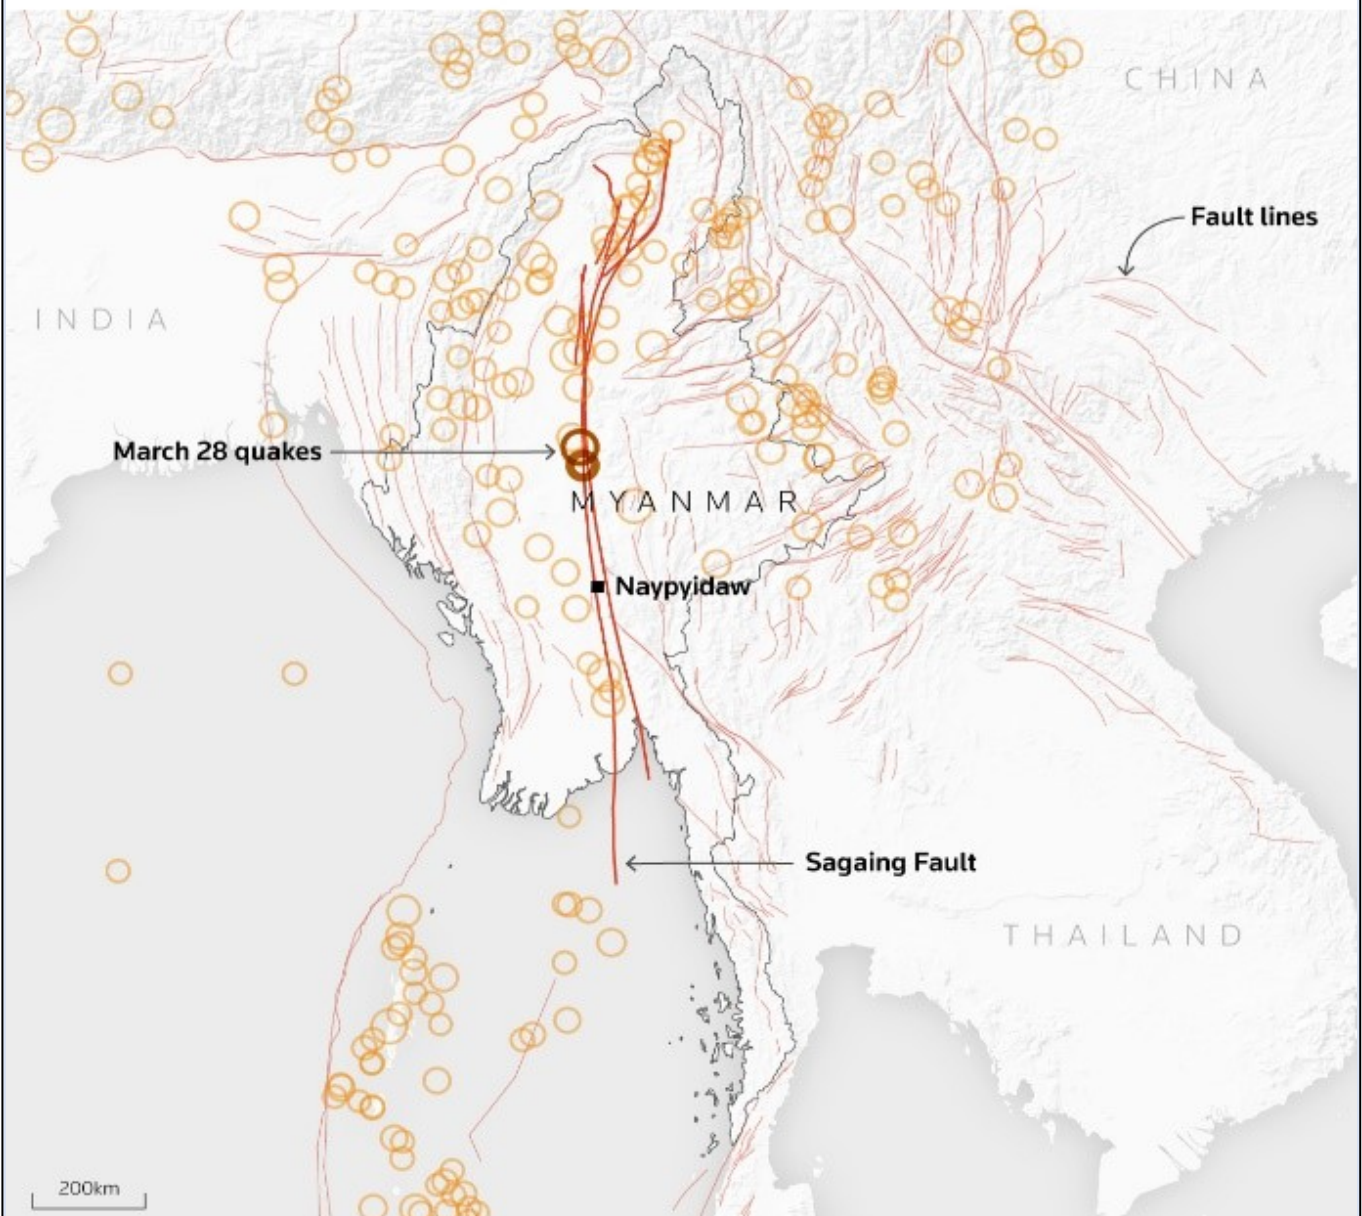 CHINA
Fault lines
INDIA
March 28 quakes
MYANMAR
Naypyidaw
Sagaing Fault
THAILAND
200km